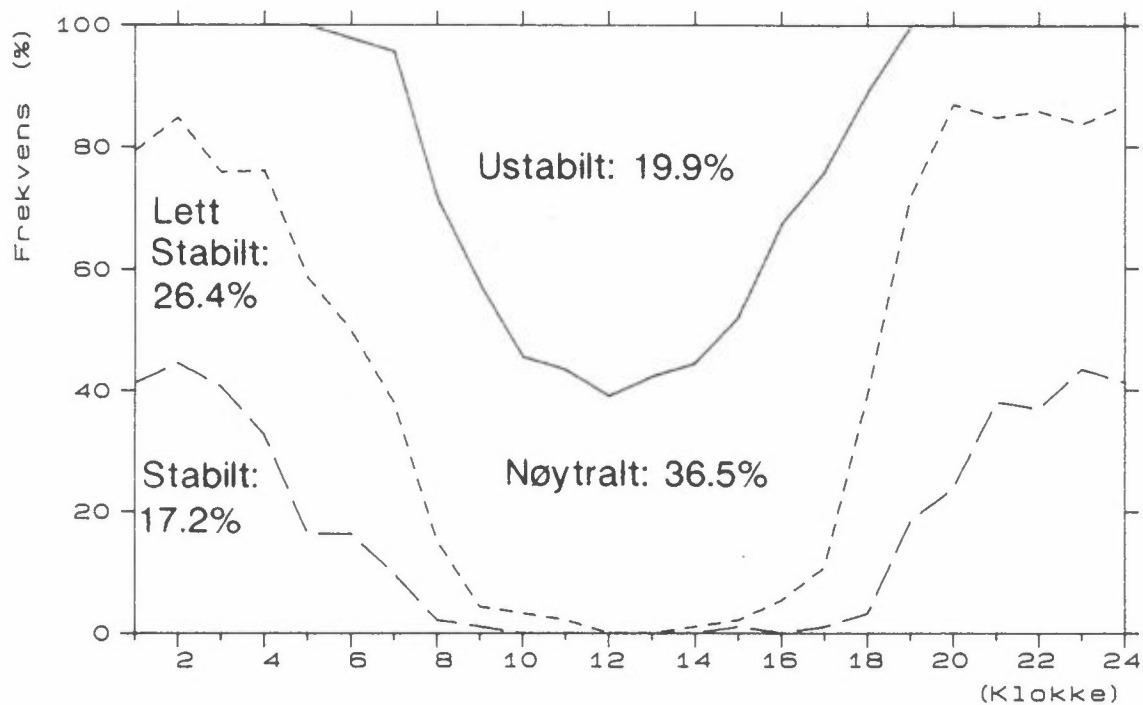 Frekvens (%)
100
80
60
40
20
0
Ustabilt: 19.9%
Lett
Stabilt:
26.4%
Stabilt:
17.2%
Nøytralt: 36.5%
2 4 6 8 10 12 14 16 18 20 22 24
(Klokke)